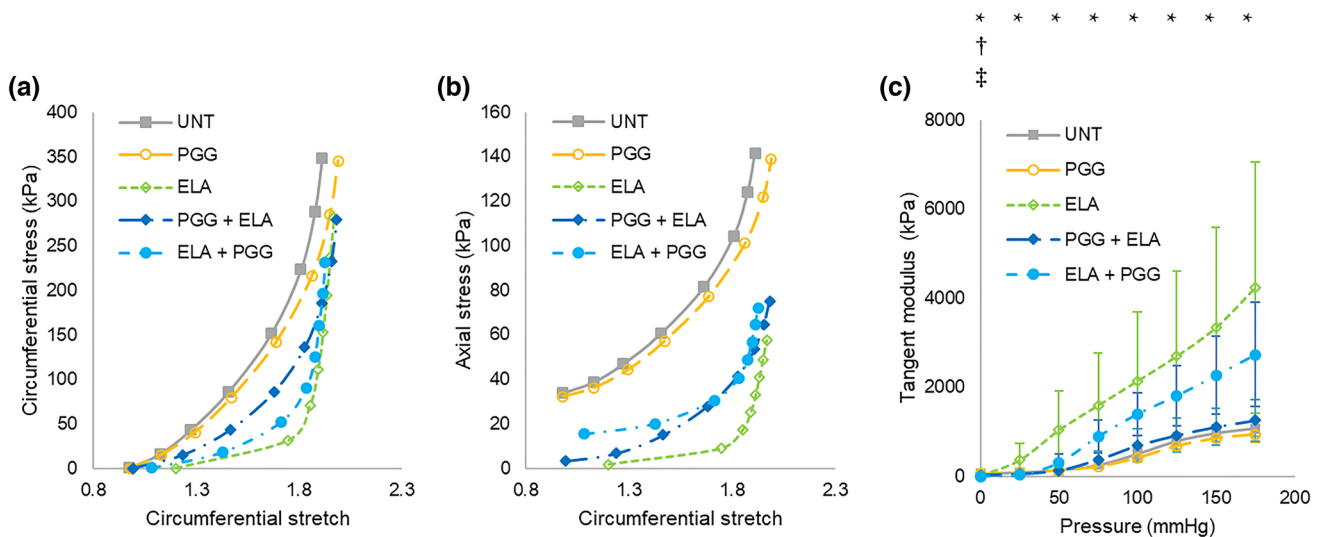 * * * * * * * *
†
‡
(a)
400
350
300
250
200
150
100
50
0
Circumferential stress (kPa)
UNT
PGG
ELA
PGG + ELA
ELA + PGG
0.8 1.3 1.8 2.3
Circumferential stretch
(b)
160
140
120
100
80
60
40
20
0
Axial stress (kPa)
UNT
PGG
ELA
PGG + ELA
ELA + PGG
0.8 1.3 1.8 2.3
Circumferential stretch
(c)
8000
6000
4000
2000
0
Tangent modulus (kPa)
UNT
PGG
ELA
PGG + ELA
ELA + PGG
0 50 100 150 200
Pressure (mmHg)